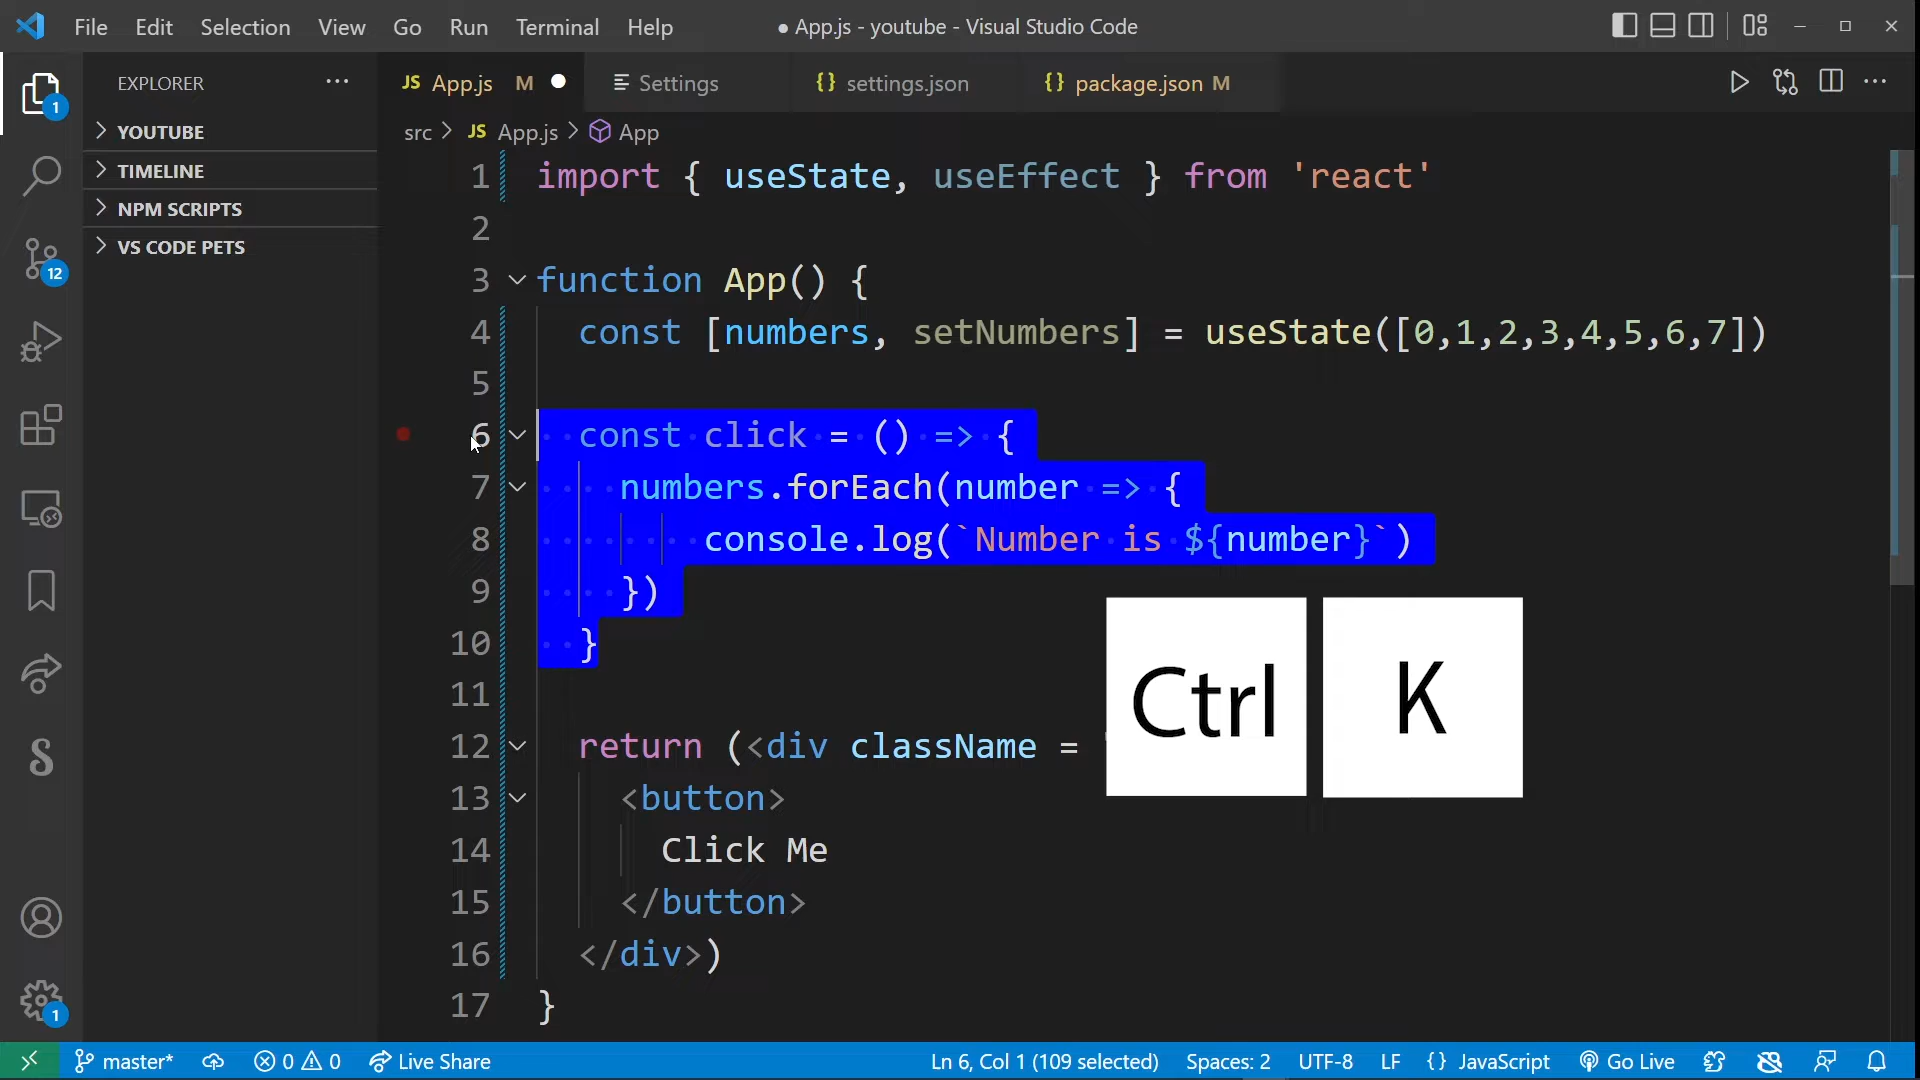 File Edit Selection View Go Run Terminal Help
● App.js - youtube - Visual Studio Code
EXPLORER
YOUTUBE
TIMELINE
NPM SCRIPTS
VS CODE PETS
1
12
1
JS App.js M
Settings
{} settings.json
{} package.json M
src > JS App.js > App
1 import { useState, useEffect } from 'react'
2
3 function App() {
4 const [numbers, setNumbers] = useState([0,1,2,3,4,5,6,7])
5
6 const click = () => {
7 numbers.forEach(number => {
8 console.log(`Number is ${number}`)
9 })
10 }
11
12 return (<div className =
13 <button>
14 Click Me
15 </button>
16 </div>)
17 }
Ctrl K
master* 0 0 Live Share
Ln 6, Col 1 (109 selected) Spaces: 2 UTF-8 LF {} JavaScript Go Live